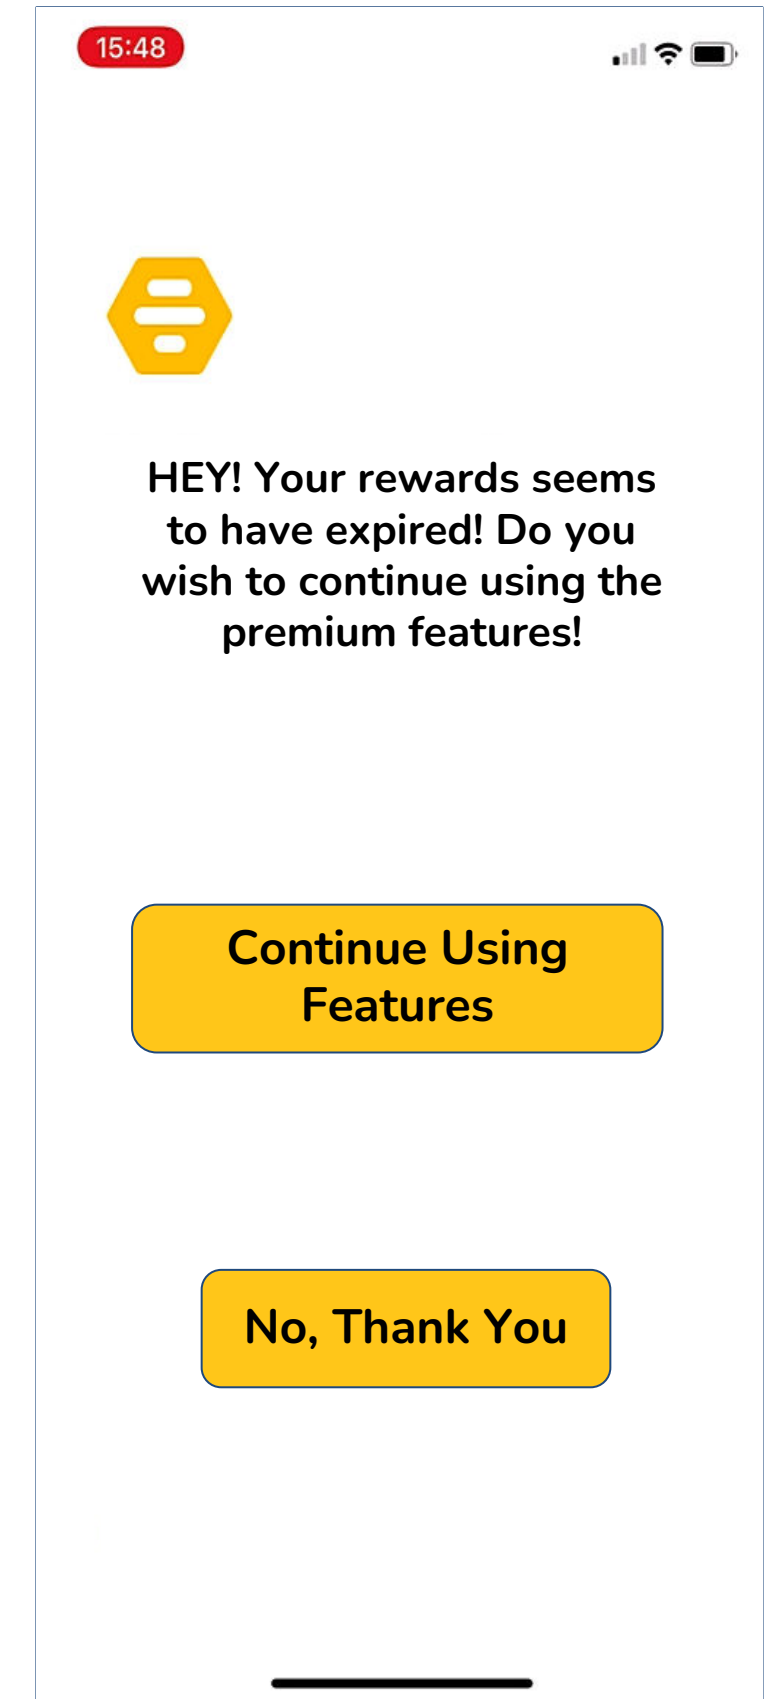 15:48
HEY! Your rewards seems
to have expired! Do you
wish to continue using the
premium features!
Continue Using
Features
No, Thank You